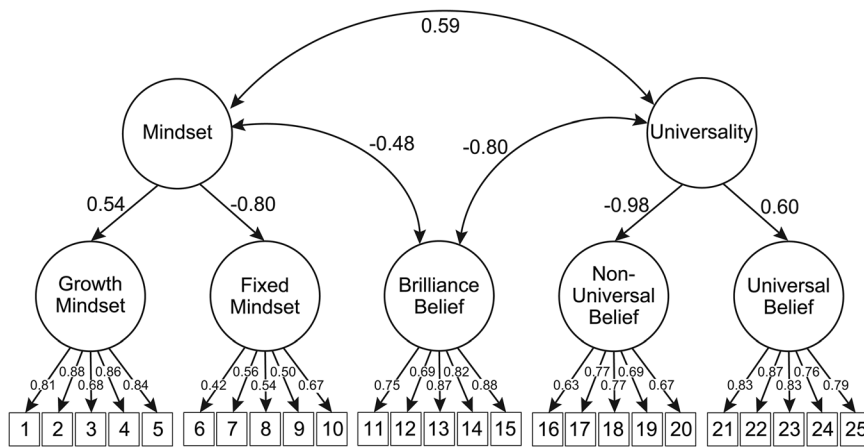 0.59
Mindset
Universality
-0.48
-0.80
0.54
-0.80
-0.98
0.60
Growth
Mindset
Fixed
Mindset
Brilliance
Belief
Non-
Universal
Belief
Universal
Belief
0.81 0.88 0.68 0.86 0.84
0.42 0.56 0.54 0.50 0.67
0.75 0.69 0.87 0.82 0.88
0.63 0.77 0.77 0.69 0.67
0.83 0.87 0.83 0.76 0.79
1 2 3 4 5
6 7 8 9 10
11 12 13 14 15
16 17 18 19 20
21 22 23 24 25